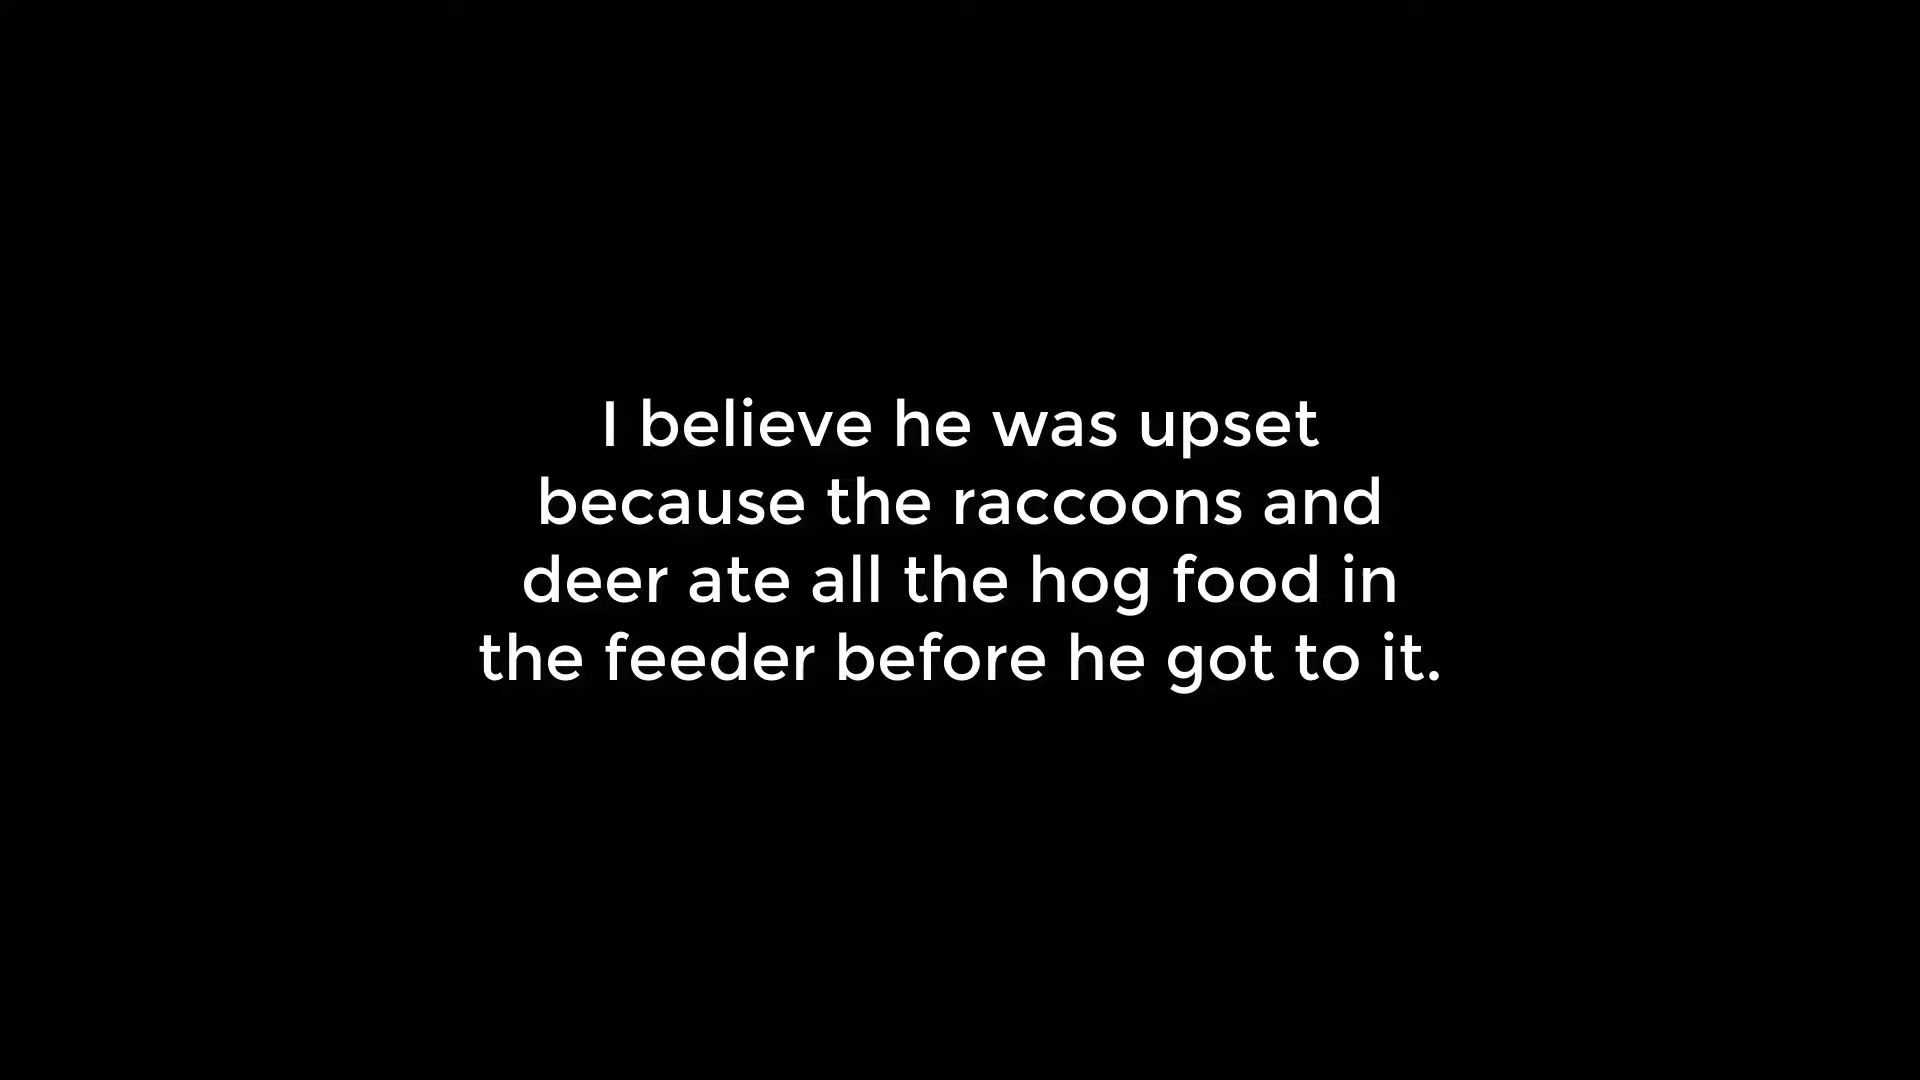 I believe he was upset
because the raccoons and
deer ate all the hog food in
the feeder before he got to it.